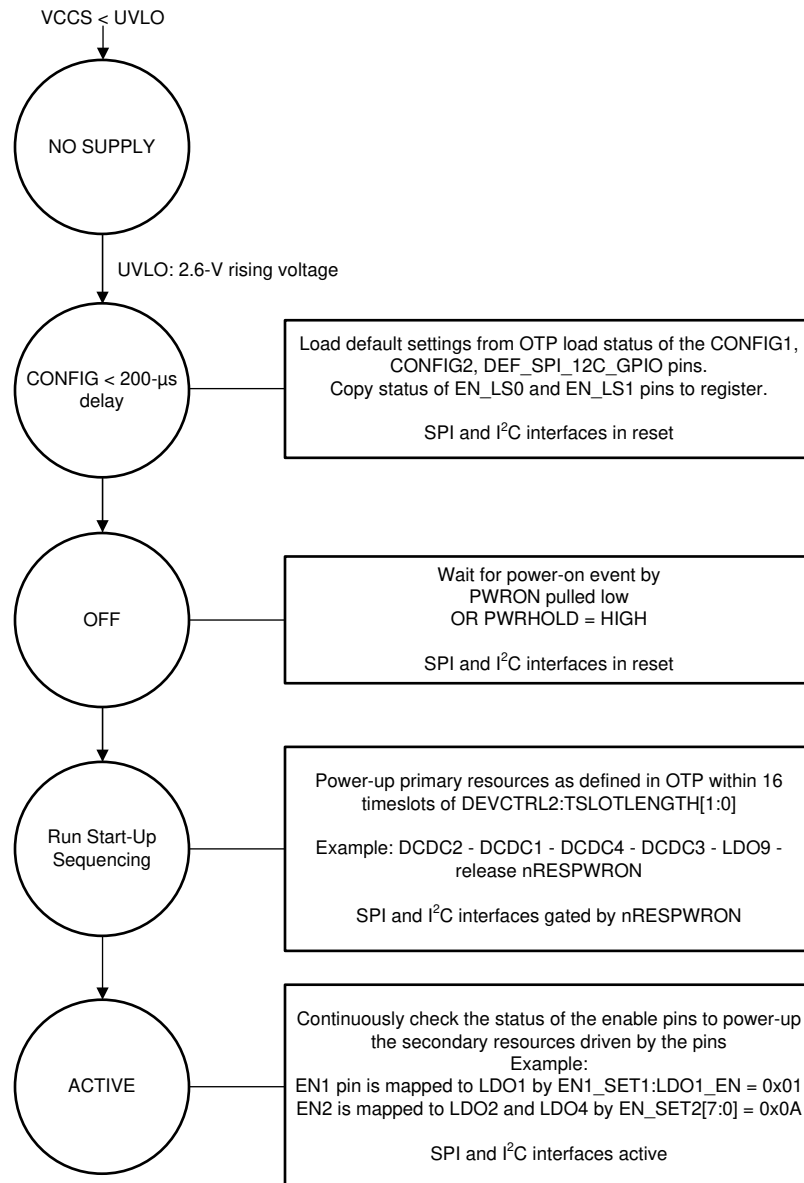 VCCS < UVLO
NO SUPPLY
UVLO: 2.6-V rising voltage
CONFIG < 200-µs
delay
Load default settings from OTP load status of the CONFIG1,
CONFIG2, DEF_SPI_12C_GPIO pins.
Copy status of EN_LS0 and EN_LS1 pins to register.
SPI and I²C interfaces in reset
OFF
Wait for power-on event by
PWRON pulled low
OR PWRHOLD = HIGH
SPI and I²C interfaces in reset
Run Start-Up
Sequencing
Power-up primary resources as defined in OTP within 16
timeslots of DEVCTRL2:TSLOTLENGTH[1:0]
Example: DCDC2 - DCDC1 - DCDC4 - DCDC3 - LDO9 -
release nRESPWRON
SPI and I²C interfaces gated by nRESPWRON
ACTIVE
Continuously check the status of the enable pins to power-up
the secondary resources driven by the pins
Example:
EN1 pin is mapped to LDO1 by EN1_SET1:LDO1_EN = 0x01
EN2 is mapped to LDO2 and LDO4 by EN_SET2[7:0] = 0x0A
SPI and I²C interfaces active